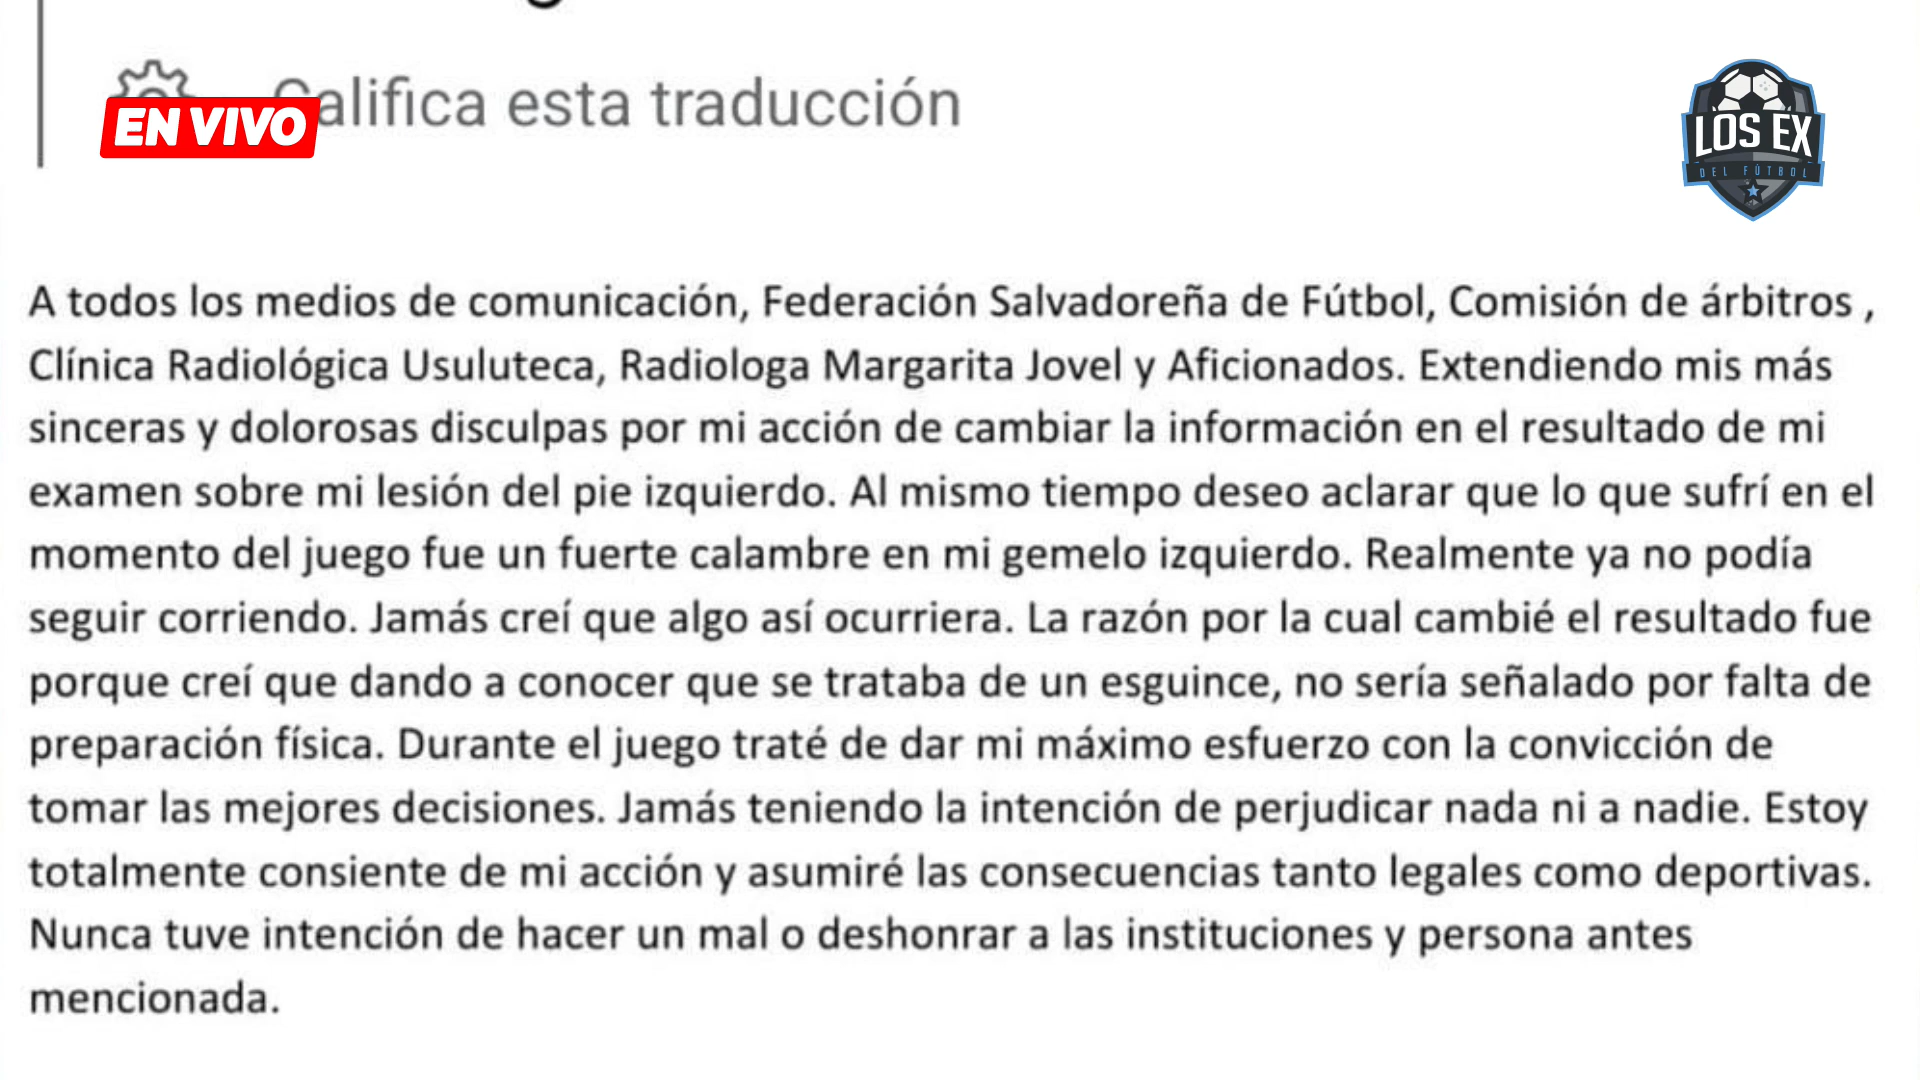 Califica esta traducción
EN VIVO
LOS EX
DEL FÚTBOL
A todos los medios de comunicación, Federación Salvadoreña de Fútbol, Comisión de árbitros ,
Clínica Radiológica Usuluteca, Radiologa Margarita Jovel y Aficionados. Extendiendo mis más
sinceras y dolorosas disculpas por mi acción de cambiar la información en el resultado de mi
examen sobre mi lesión del pie izquierdo. Al mismo tiempo deseo aclarar que lo que sufrí en el
momento del juego fue un fuerte calambre en mi gemelo izquierdo. Realmente ya no podía
seguir corriendo. Jamás creí que algo así ocurriera. La razón por la cual cambié el resultado fue
porque creí que dando a conocer que se trataba de un esguince, no sería señalado por falta de
preparación física. Durante el juego traté de dar mi máximo esfuerzo con la convicción de
tomar las mejores decisiones. Jamás teniendo la intención de perjudicar nada ni a nadie. Estoy
totalmente consiente de mi acción y asumiré las consecuencias tanto legales como deportivas.
Nunca tuve intención de hacer un mal o deshonrar a las instituciones y persona antes
mencionada.